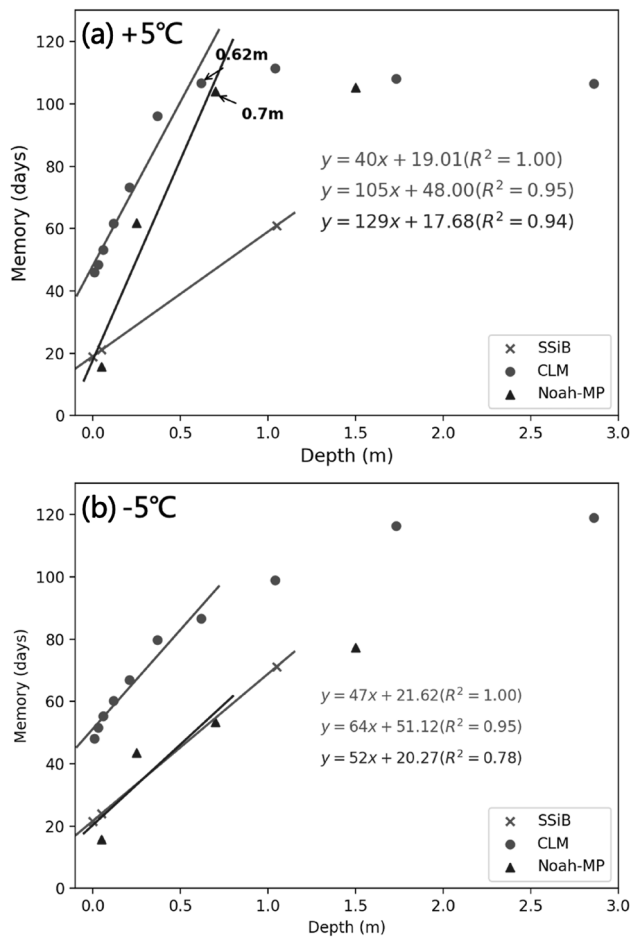 (a) +5℃
120
100
80
60
40
20
0
Memory (days)
0.62m
0.7m
y = 40x + 19.01(R² = 1.00)
y = 105x + 48.00(R² = 0.95)
y = 129x + 17.68(R² = 0.94)
SSiB
CLM
Noah-MP
0.0 0.5 1.0 1.5 2.0 2.5 3.0
Depth (m)
(b) -5℃
120
100
80
60
40
20
0
Memory (days)
y = 47x + 21.62(R² = 1.00)
y = 64x + 51.12(R² = 0.95)
y = 52x + 20.27(R² = 0.78)
SSiB
CLM
Noah-MP
0.0 0.5 1.0 1.5 2.0 2.5 3.0
Depth (m)